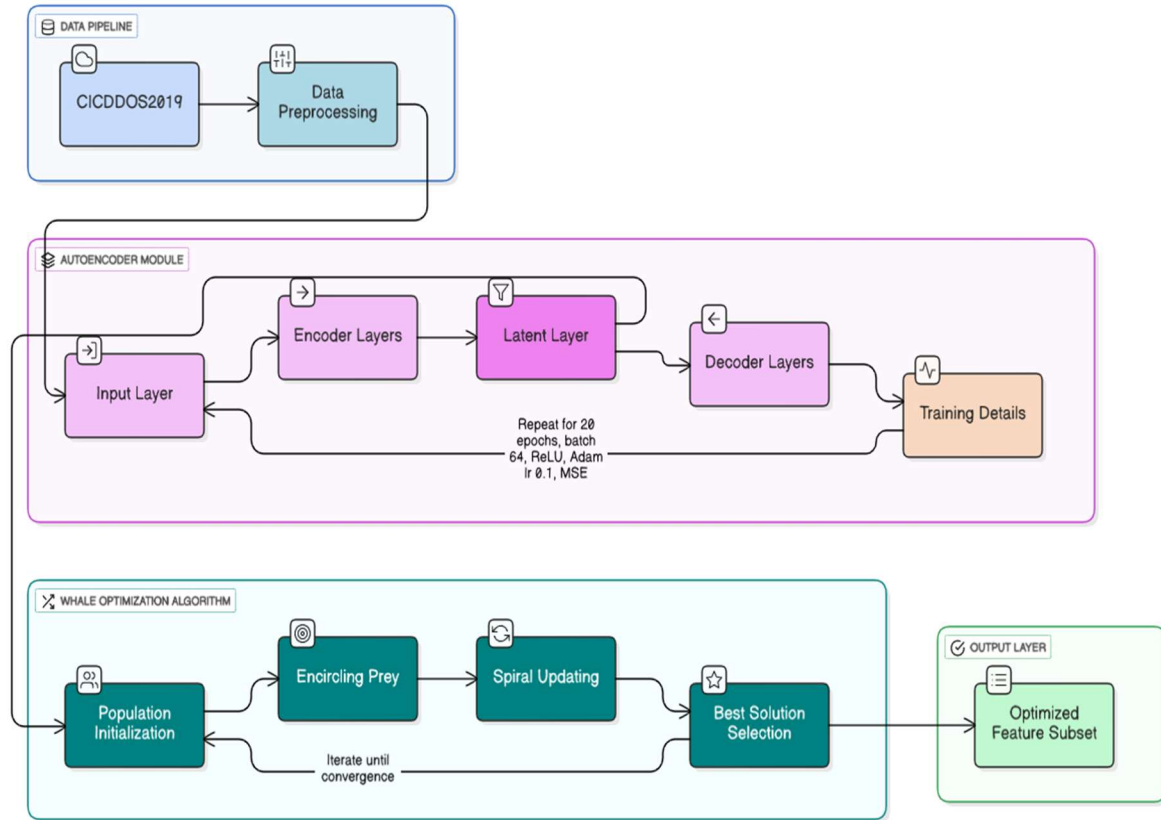 DATA PIPELINE
CICDDOS2019
Data
Preprocessing
AUTOENCODER MODULE
Input Layer
Encoder Layers
Latent Layer
Decoder Layers
Training Details
Repeat for 20
epochs, batch
64, ReLU, Adam
lr 0.1, MSE
WHALE OPTIMIZATION ALGORITHM
Population
Initialization
Encircling Prey
Spiral Updating
Best Solution
Selection
Iterate until
convergence
OUTPUT LAYER
Optimized
Feature Subset